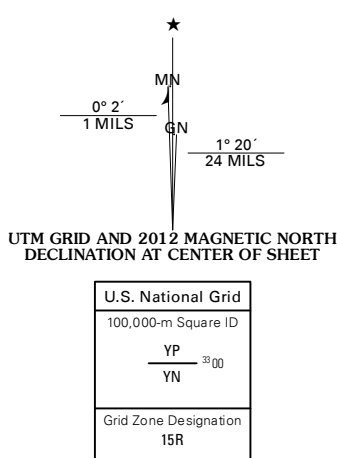 ★
MN
0° 2´
1 MILS
GN
1° 20´
24 MILS
UTM GRID AND 2012 MAGNETIC NORTH
DECLINATION AT CENTER OF SHEET
U.S. National Grid
100,000-m Square ID
YP
3300
YN
Grid Zone Designation
15R